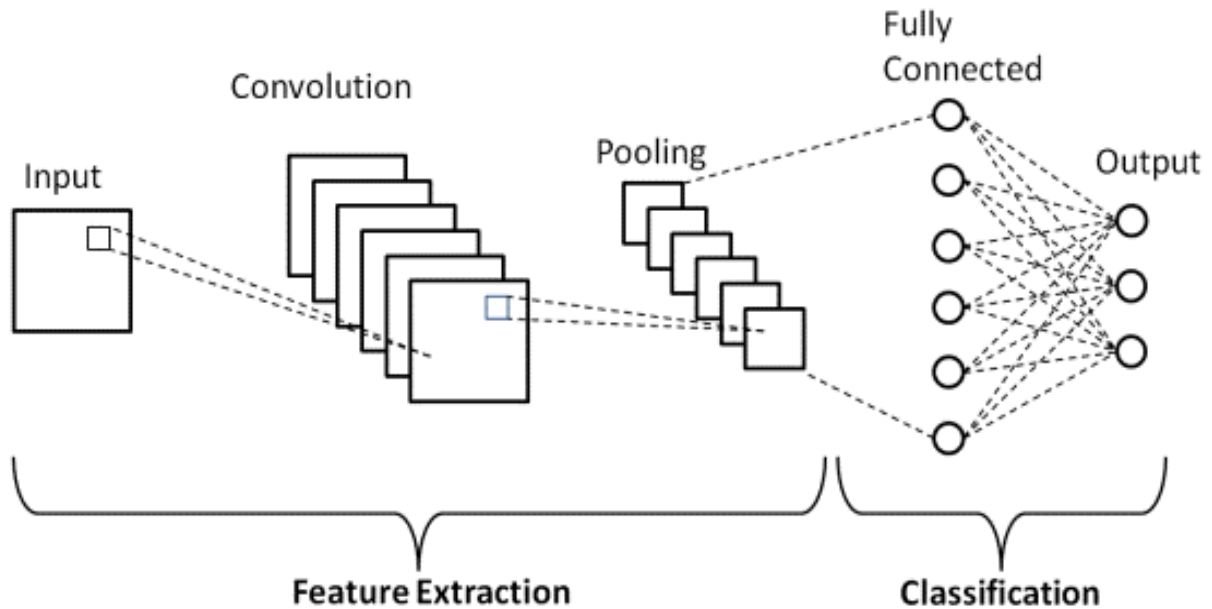 Input
Convolution
Pooling
Fully
Connected
Output
Feature Extraction
Classification